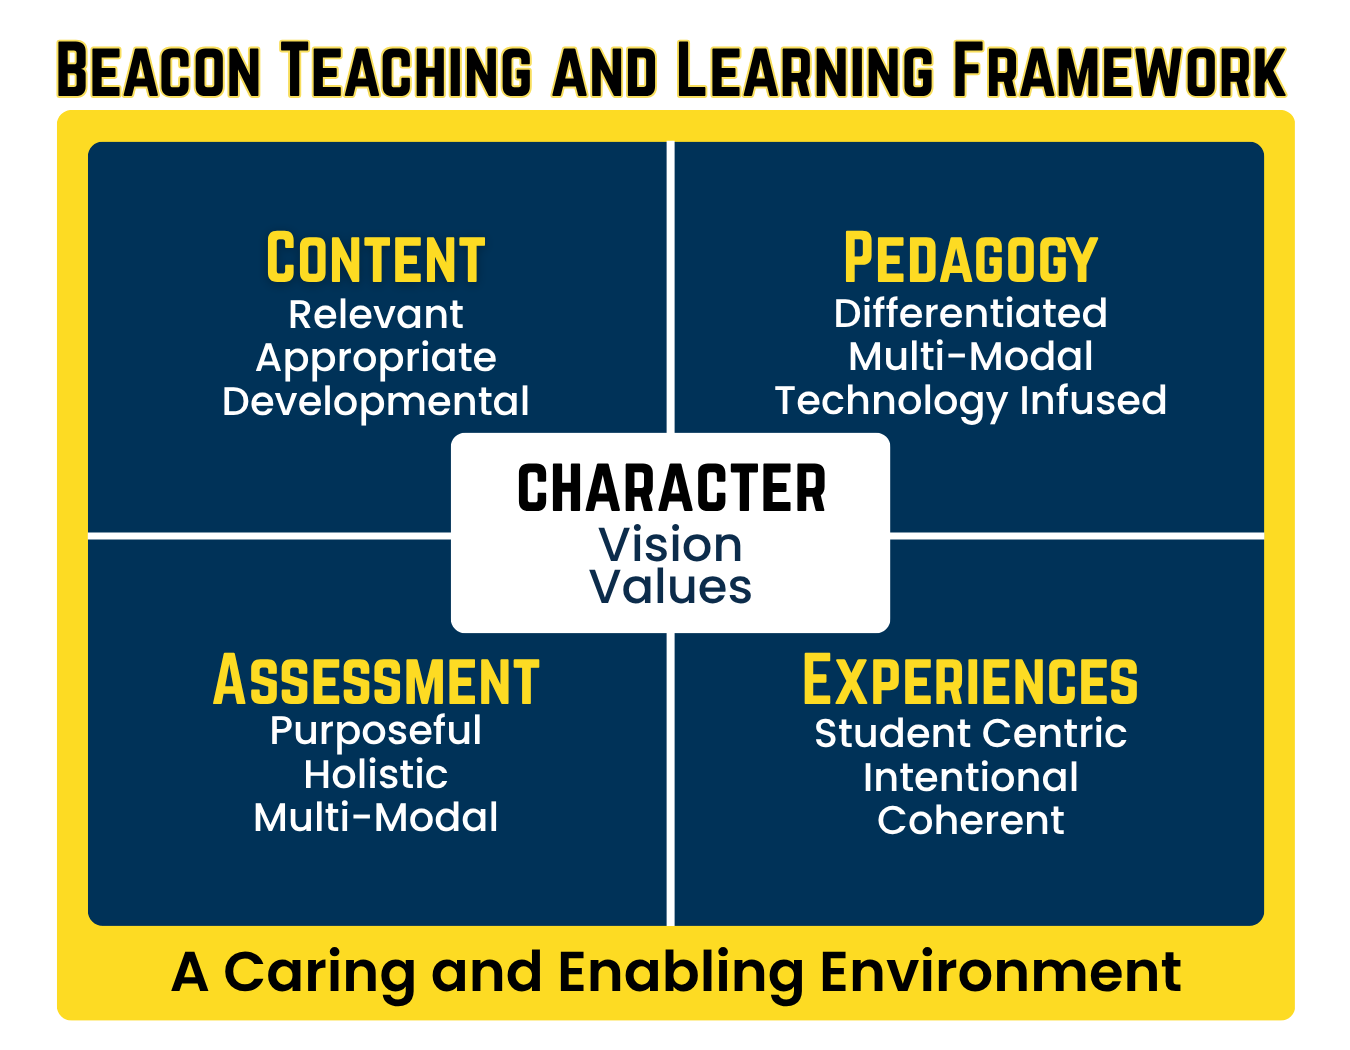 Beacon Teaching and Learning Framework
Content
Relevant
Appropriate
Developmental
Pedagogy
Differentiated
Multi-Modal
Technology Infused
CHARACTER
Vision
Values
Assessment
Purposeful
Holistic
Multi-Modal
Experiences
Student Centric
Intentional
Coherent
A Caring and Enabling Environment